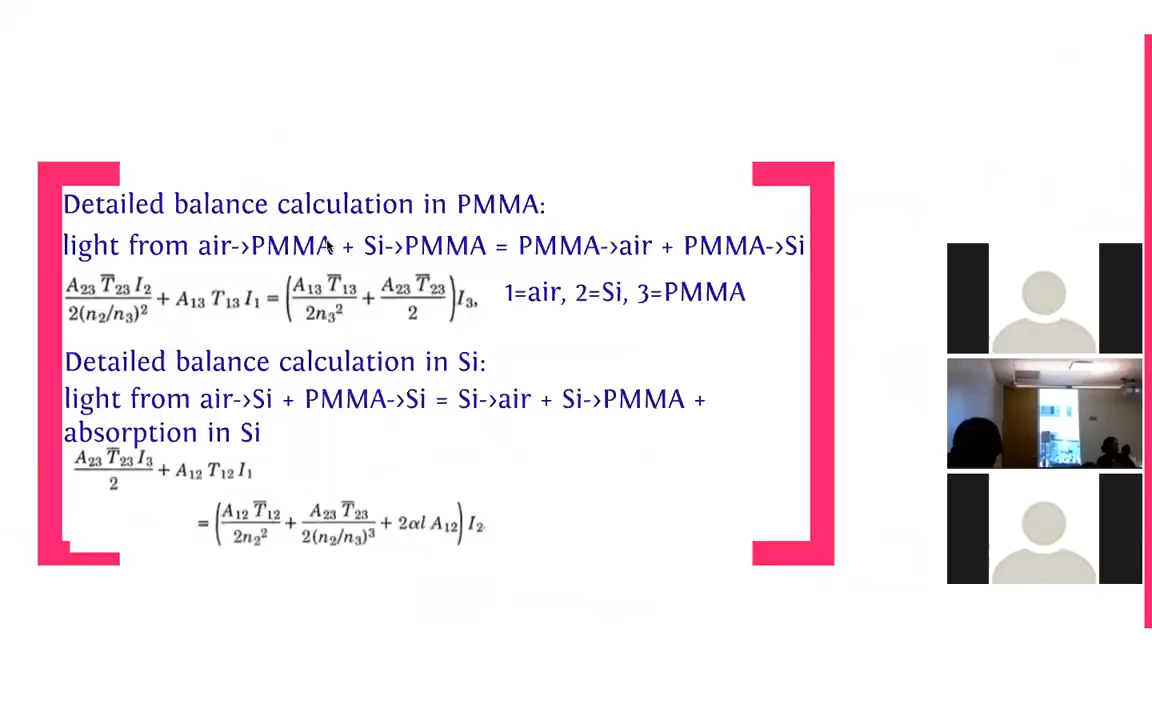 Detailed balance calculation in PMMA:
light from air->PMMA + Si->PMMA = PMMA->air + PMMA->Si
A₂₃ T̅₂₃ I₂ / 2(n₂/n₃)² + A₁₃ T₁₃ I₁ = (A₁₃ T̅₁₃ / 2n₃² + A₂₃ T̅₂₃ / 2) I₃, 1=air, 2=Si, 3=PMMA
Detailed balance calculation in Si:
light from air->Si + PMMA->Si = Si->air + Si->PMMA +
absorption in Si
A₂₃ T̅₂₃ I₃ / 2 + A₁₂ T₁₂ I₁
= (A₁₂ T̅₁₂ / 2n₂² + A₂₃ T̅₂₃ / 2(n₂/n₃)³ + 2αl A₁₂) I₂.